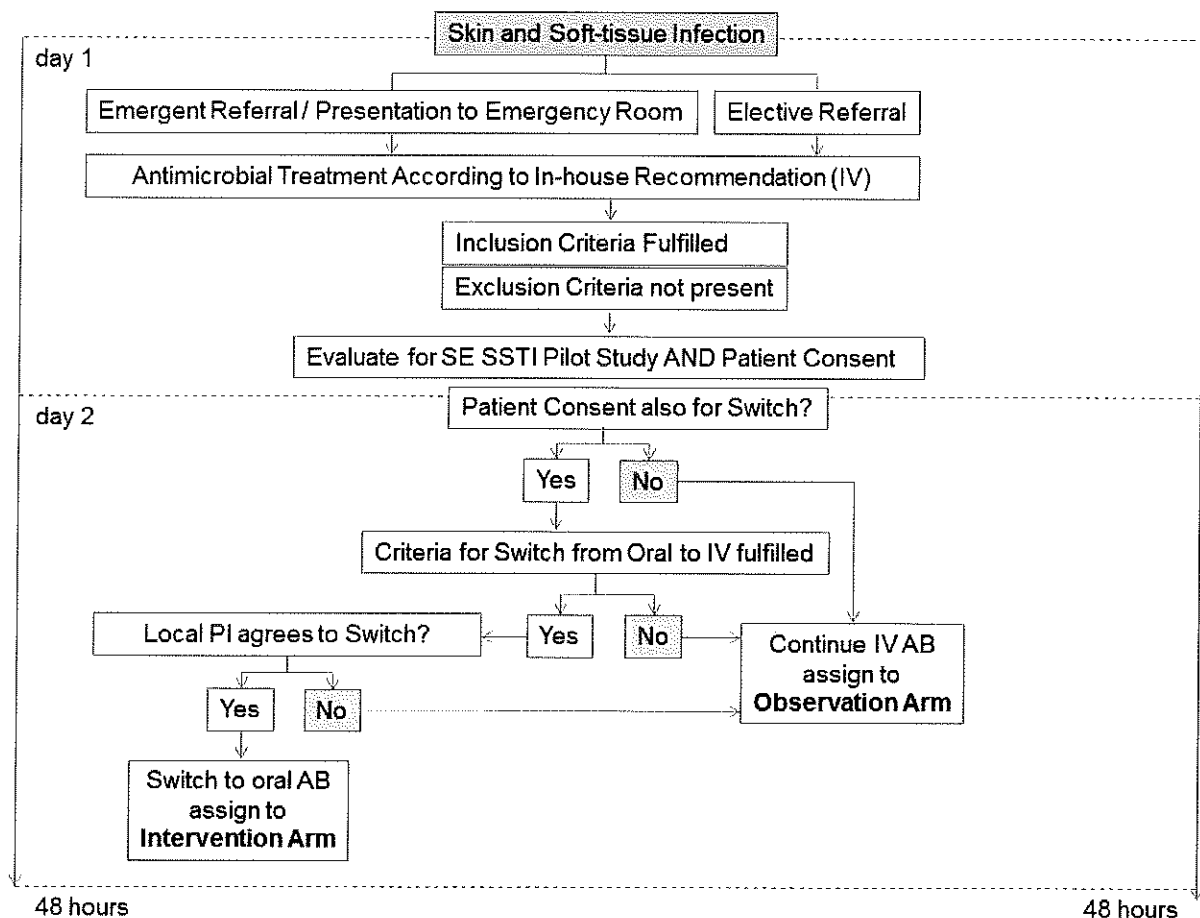 Skin and Soft-tissue Infection
day 1
Emergent Referral / Presentation to Emergency Room
Elective Referral
Antimicrobial Treatment According to In-house Recommendation (IV)
Inclusion Criteria Fulfilled
Exclusion Criteria not present
Evaluate for SE SSTI Pilot Study AND Patient Consent
day 2
Patient Consent also for Switch?
Yes
No
Criteria for Switch from Oral to IV fulfilled
Local PI agrees to Switch?
Yes
No
Continue IV AB
assign to
Observation Arm
Yes
No
Switch to oral AB
assign to
Intervention Arm
48 hours
48 hours